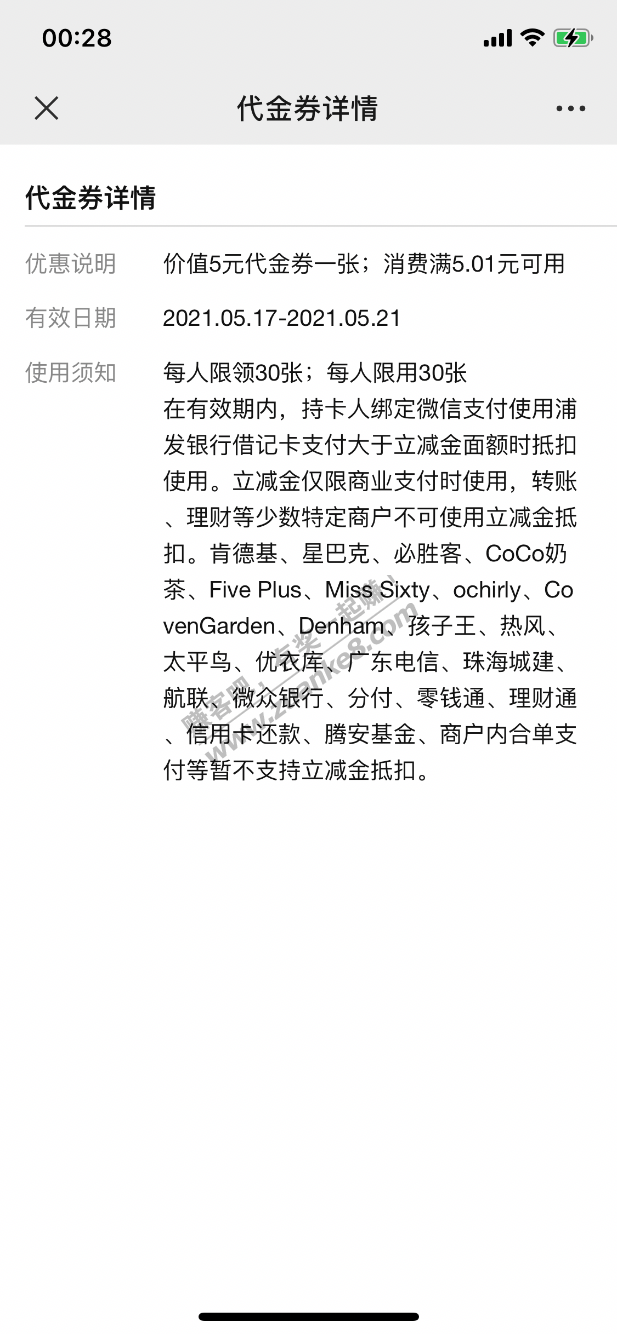 00:28
代金券详情
代金券详情
优惠说明 价值5元代金券一张；消费满5.01元可用
有效日期 2021.05.17-2021.05.21
使用须知 每人限领30张；每人限用30张
在有效期内，持卡人绑定微信支付使用浦
发银行借记卡支付大于立减金面额时抵扣
使用。立减金仅限商业支付时使用，转账
、理财等少数特定商户不可使用立减金抵
扣。肯德基、星巴克、必胜客、CoCo奶
茶、Five Plus、Miss Sixty、ochirly、Co
venGarden、Denham、孩子王、热风、
太平鸟、优衣库、广东电信、珠海城建、
航联、微众银行、分付、零钱通、理财通
、信用卡还款、腾安基金、商户内合单支
付等暂不支持立减金抵扣。
赚客吧，有奖一起赚！
www.zuanke8.com